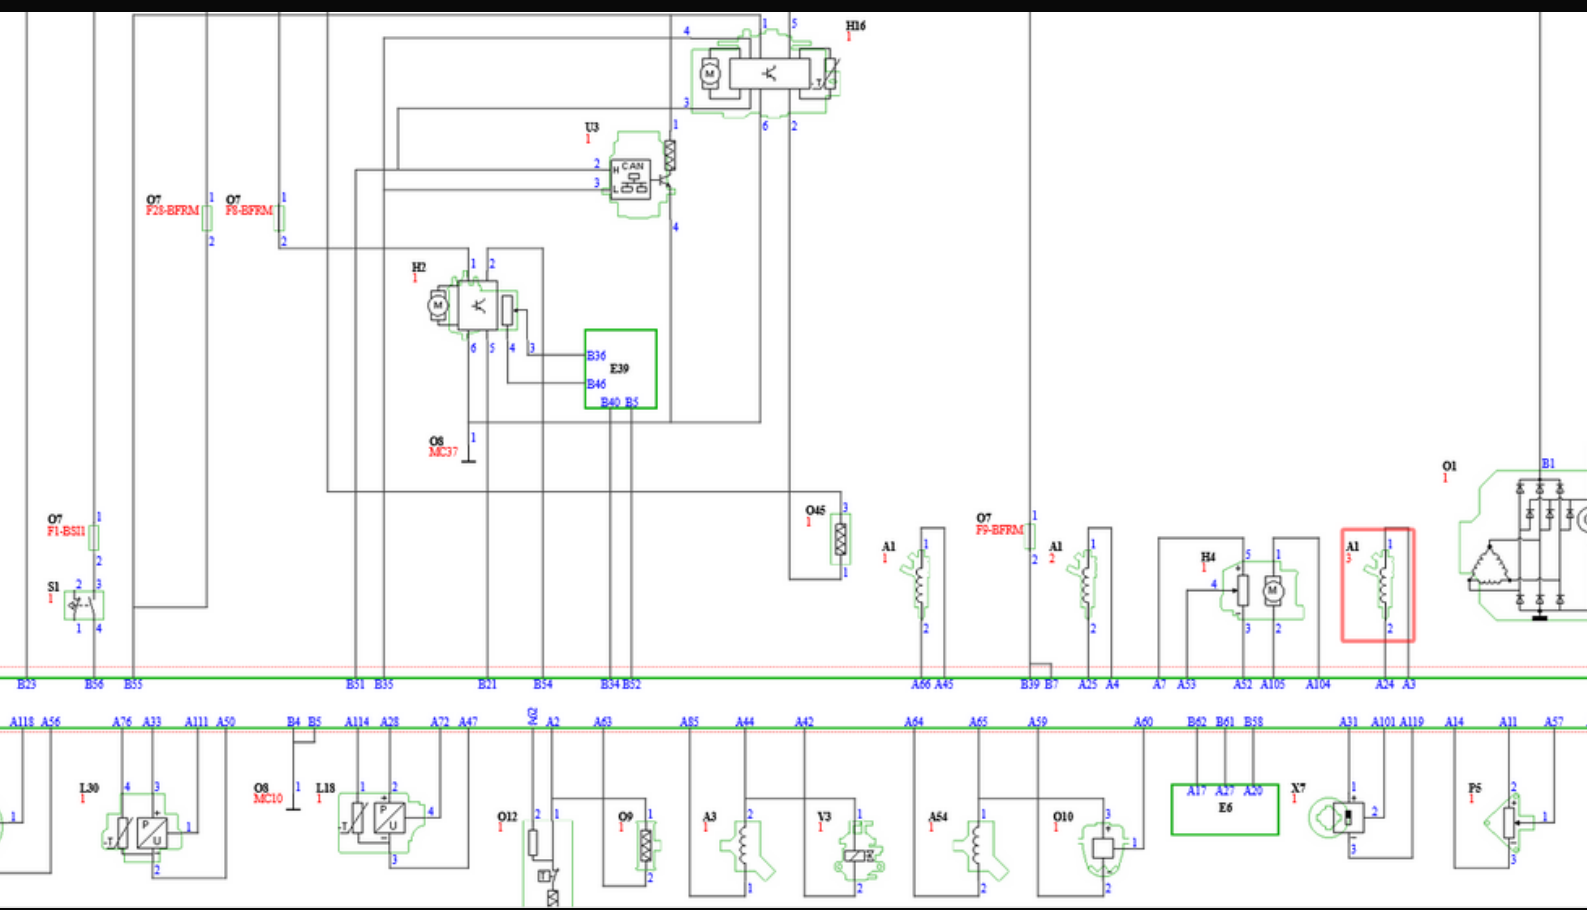 1 5 H16
1
4
M
-T
3
6 2
1
U3
1
2 H CAN
3 L
4
O7 1 O7 1
F28-BFRM F8-BFRM
2 2
H2 1 2
1
M
6 5 4 3
B36
E39
B46
B40 B5
O8 1
MC37
O1 B1
1
O45 3
1
1
O7 1
F1-BSI1
2
O7 1
F9-BFRM
2
A1 1
1
2
A1 1
2
2
H4 5 1
1
4
M
3 2
A1 1
3
2
S1 2 3
1
1 4
B23 B56 B55 B51 B35 B21 B54 B34 B52 A66 A45 B39 B7 A25 A4 A7 A53 A52 A105 A104 A24 A3
A118 A56 A76 A33 A111 A50 B4 B5 A114 A28 A72 A47 A62 A2 A63 A85 A44 A42 A64 A65 A59 A60 B62 B61 B58 A31 A101 A119 A14 A11 A57
L30 4 3
1
P
U
-T
1
2
1
O8 1
MC10
L18 1 2
1
P
U
-T
4
3
O12 2 1
1
T
O9 1
1
2
A3 2
1
1
V3 1
1
2
A54 1
1
2
O10 3
1
1
2
A17 A27 A20
E6
X7 1
1
2
3
P5 2
1
1
3